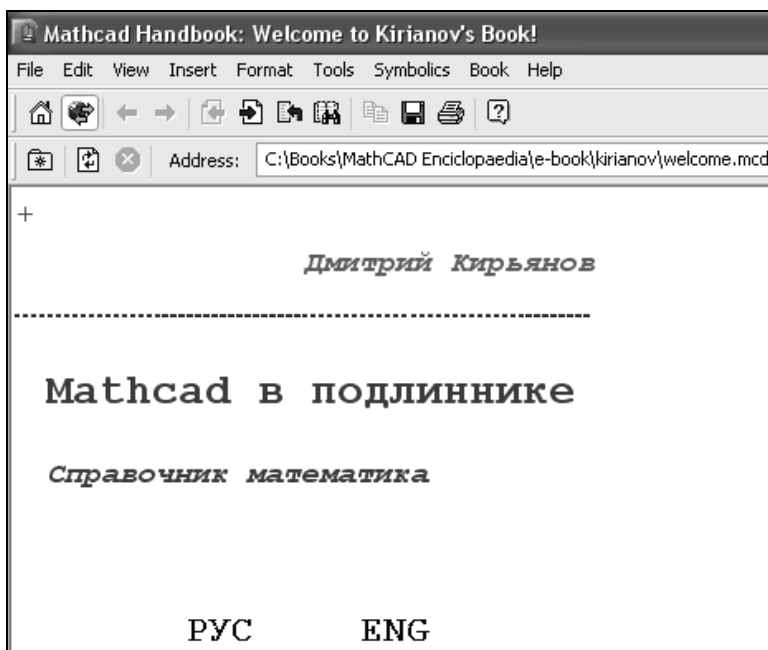 Mathcad Handbook: Welcome to Kirianov's Book!
File Edit View Insert Format Tools Symbolics Book Help
Address: C:\Books\MathCAD Enciclopaedia\e-book\kirianov\welcome.mcd
+
Дмитрий Кирьянов
Mathcad в подлиннике
Справочник математика
РУС ENG